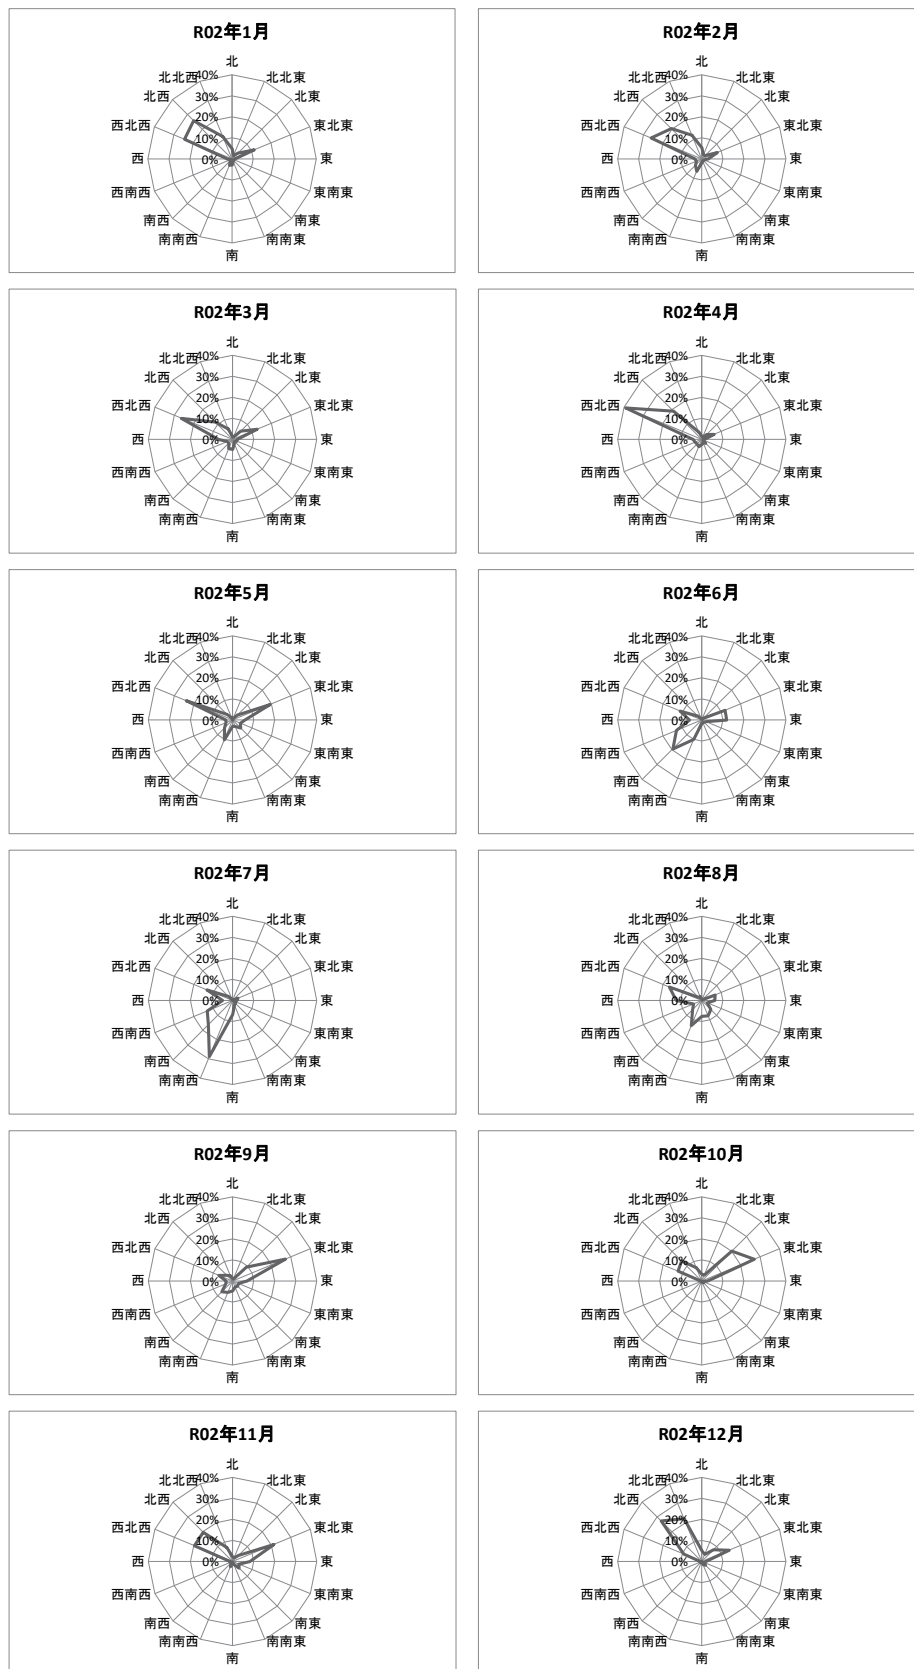 R02年1月
北
北北東
北東
東北東
東
東南東
南東
南南東
南
南南西
南西
西南西
西
西北西
北西
北北西
40%
30%
20%
10%
0%
R02年2月
北
北北東
北東
東北東
東
東南東
南東
南南東
南
南南西
南西
西南西
西
西北西
北西
北北西
40%
30%
20%
10%
0%
R02年3月
北
北北東
北東
東北東
東
東南東
南東
南南東
南
南南西
南西
西南西
西
西北西
北西
北北西
40%
30%
20%
10%
0%
R02年4月
北
北北東
北東
東北東
東
東南東
南東
南南東
南
南南西
南西
西南西
西
西北西
北西
北北西
40%
30%
20%
10%
0%
R02年5月
北
北北東
北東
東北東
東
東南東
南東
南南東
南
南南西
南西
西南西
西
西北西
北西
北北西
40%
30%
20%
10%
0%
R02年6月
北
北北東
北東
東北東
東
東南東
南東
南南東
南
南南西
南西
西南西
西
西北西
北西
北北西
40%
30%
20%
10%
0%
R02年7月
北
北北東
北東
東北東
東
東南東
南東
南南東
南
南南西
南西
西南西
西
西北西
北西
北北西
40%
30%
20%
10%
0%
R02年8月
北
北北東
北東
東北東
東
東南東
南東
南南東
南
南南西
南西
西南西
西
西北西
北西
北北西
40%
30%
20%
10%
0%
R02年9月
北
北北東
北東
東北東
東
東南東
南東
南南東
南
南南西
南西
西南西
西
西北西
北西
北北西
40%
30%
20%
10%
0%
R02年10月
北
北北東
北東
東北東
東
東南東
南東
南南東
南
南南西
南西
西南西
西
西北西
北西
北北西
40%
30%
20%
10%
0%
R02年11月
北
北北東
北東
東北東
東
東南東
南東
南南東
南
南南西
南西
西南西
西
西北西
北西
北北西
40%
30%
20%
10%
0%
R02年12月
北
北北東
北東
東北東
東
東南東
南東
南南東
南
南南西
南西
西南西
西
西北西
北西
北北西
40%
30%
20%
10%
0%